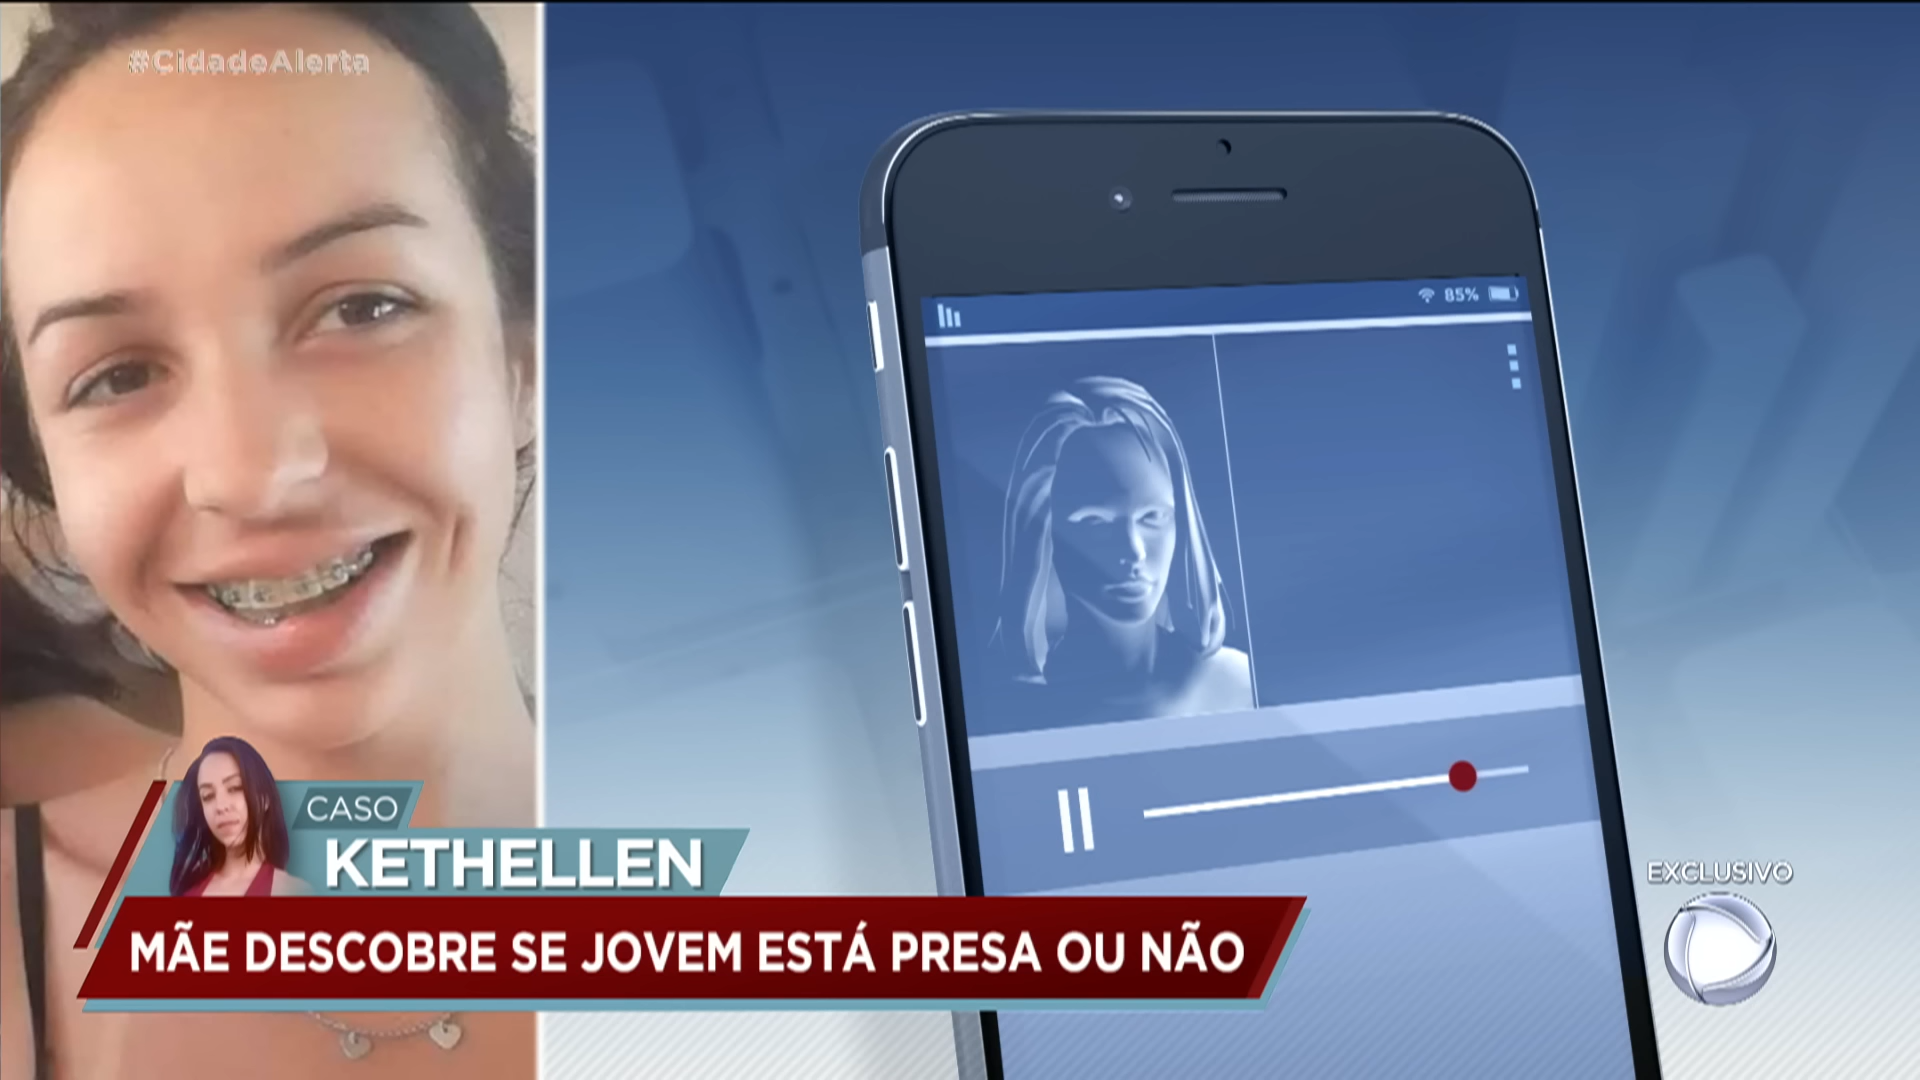 #CidadeAlerta
85%
CASO
KETHELLEN
MÃE DESCOBRE SE JOVEM ESTÁ PRESA OU NÃO
EXCLUSIVO